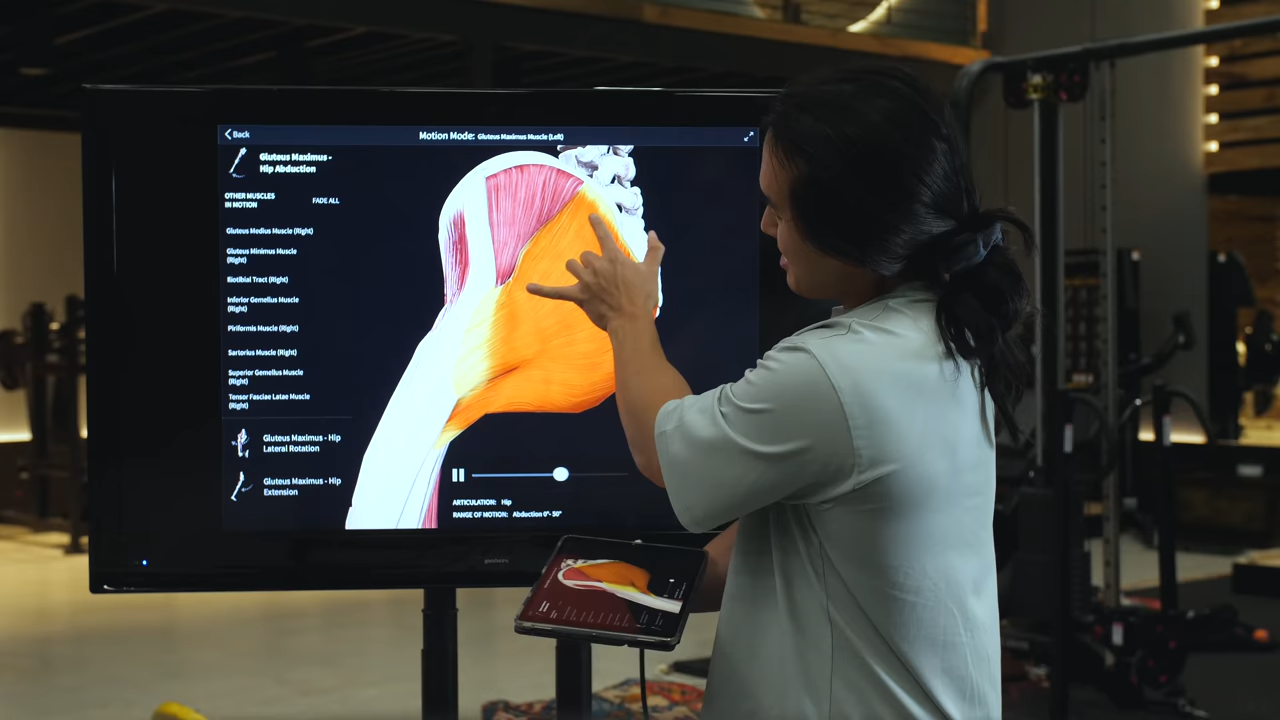 Back
Motion Mode: Gluteus Maximus Muscle (Left)
Gluteus Maximus -
Hip Abduction
OTHER MUSCLES
IN MOTION
FADE ALL
Gluteus Medius Muscle (Right)
Gluteus Minimus Muscle
(Right)
Iliotibial Tract (Right)
Inferior Gemellus Muscle
(Right)
Piriformis Muscle (Right)
Sartorius Muscle (Right)
Superior Gemellus Muscle
(Right)
Tensor Fasciae Latae Muscle
(Right)
Gluteus Maximus - Hip
Lateral Rotation
Gluteus Maximus - Hip
Extension
ARTICULATION: Hip
RANGE OF MOTION: Abduction 0°- 50°